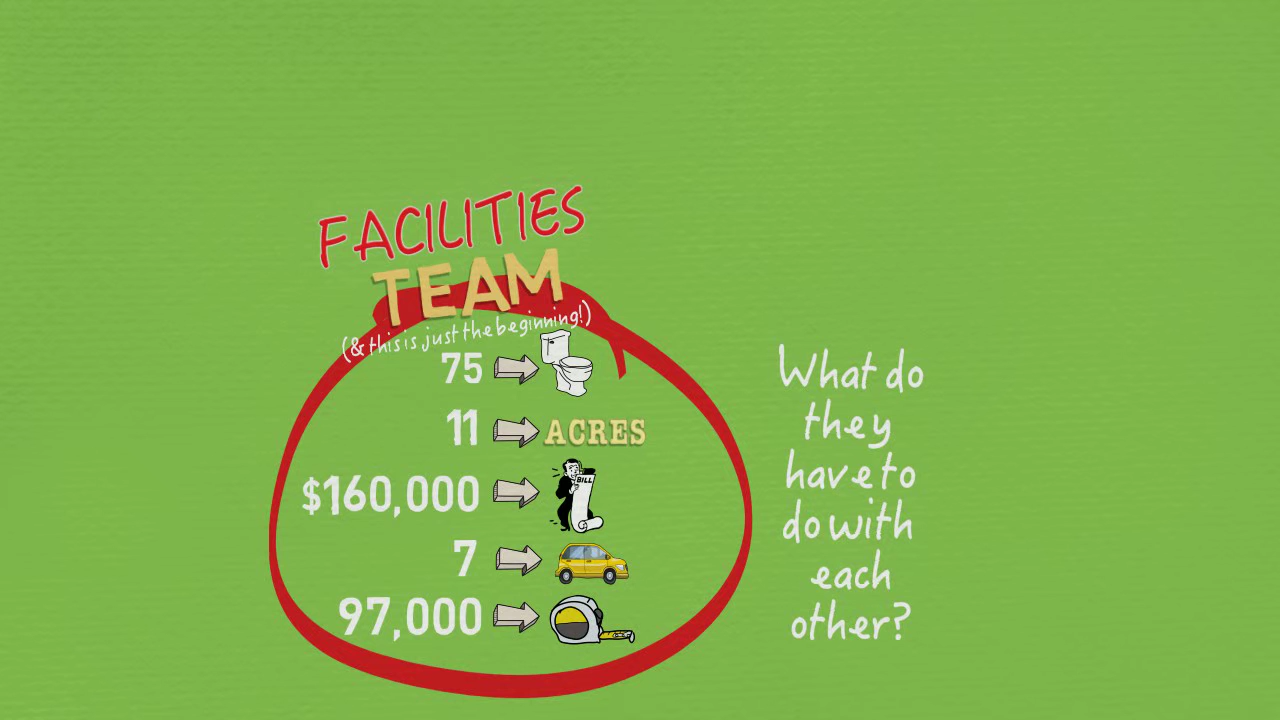 FACILITIES
TEAM
(& this is just the beginning!)
75
11 ACRES
$160,000
BILL
7
97,000
What do
they
have to
do with
each
other?